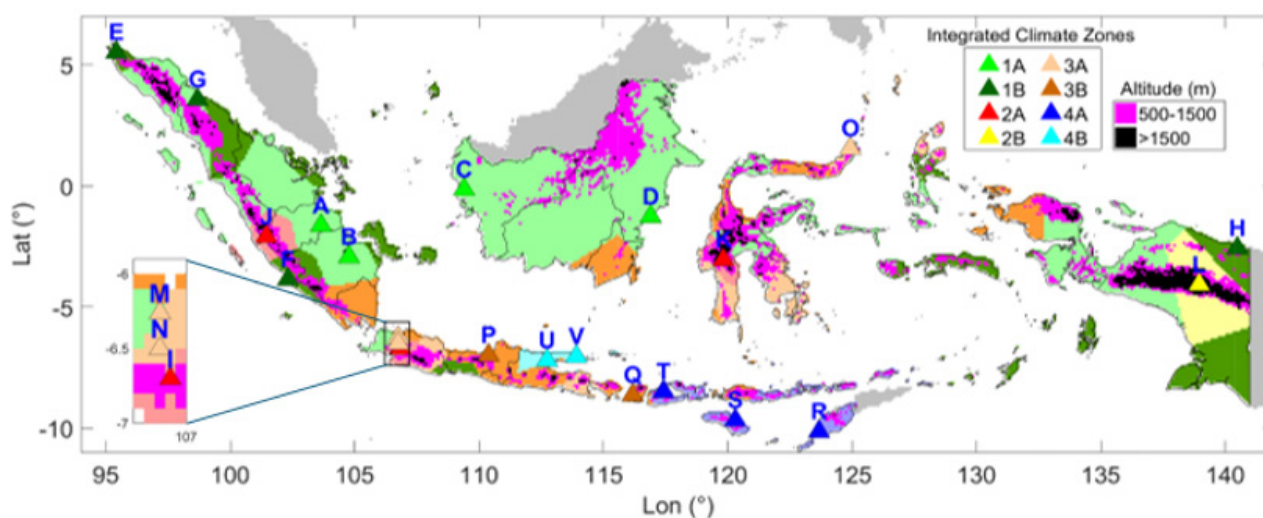 Integrated Climate Zones
1A 3A
1B 3B
2A 4A
2B 4B
Altitude (m)
500-1500
>1500
E
G
O
C
D
A
B
J
F
K
H
L
M
N
I
-6
-6.5
-7
107
P
U
V
Q
T
S
R
5
0
-5
-10
Lat (°)
95 100 105 110 115 120 125 130 135 140
Lon (°)